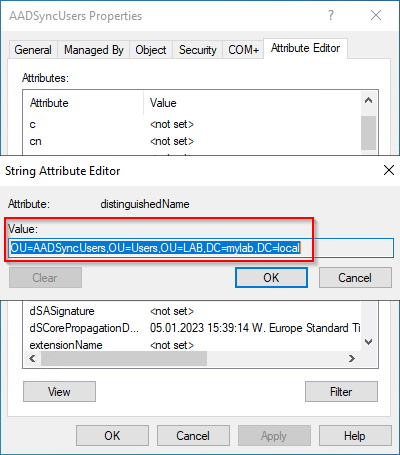 AADSyncUsers Properties
General Managed By Object Security COM+ Attribute Editor
Attributes:
Attribute Value
c <not set>
cn <not set>
String Attribute Editor
Attribute: distinguishedName
Value:
OU=AADSyncUsers,OU=Users,OU=LAB,DC=mylab,DC=local
Clear OK Cancel
dSASignature <not set>
dSCorePropagationD... 05.01.2023 15:39:14 W. Europe Standard Ti
extensionName <not set>
View Filter
OK Cancel Apply Help